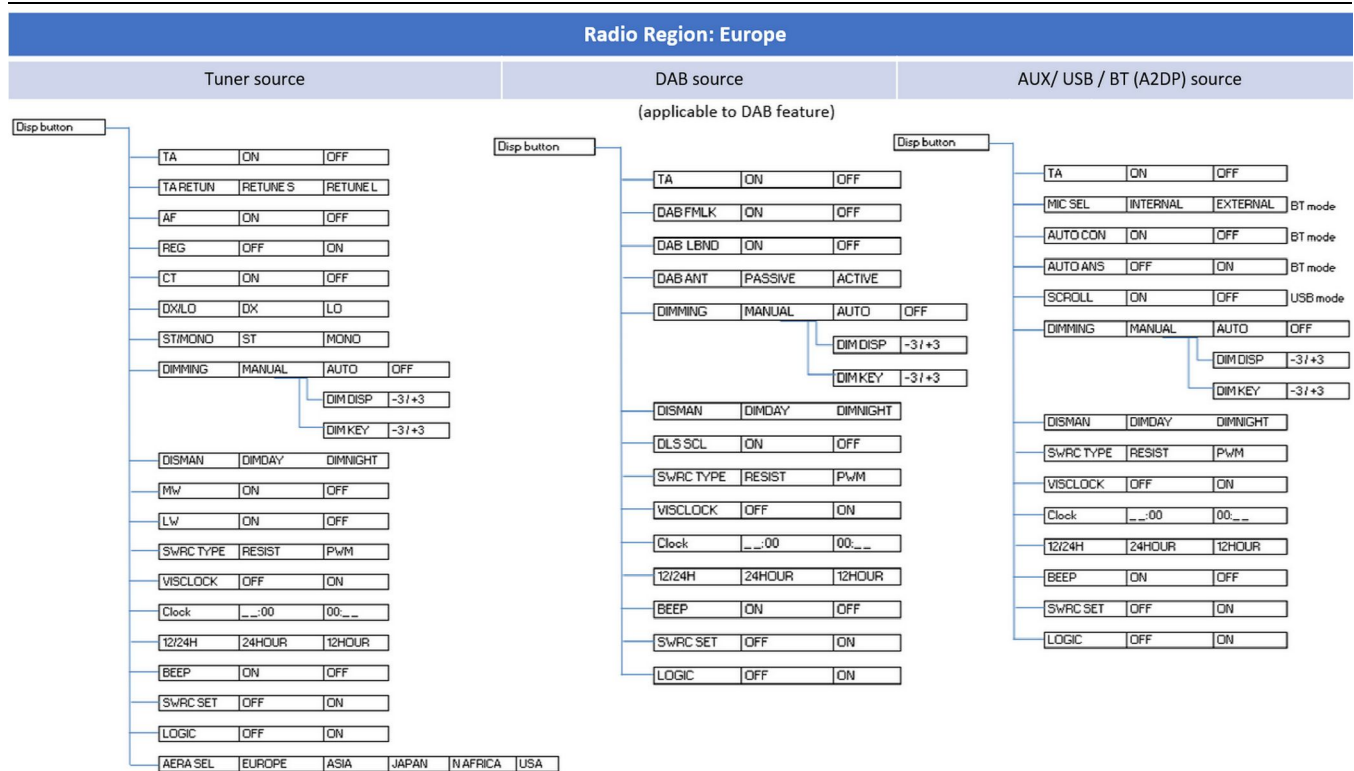 Radio Region: Europe
Tuner source
DAB source
AUX/ USB / BT (A2DP) source
(applicable to DAB feature)
Disp button
TA ON OFF
TA RETUN RETUNE S RETUNE L
AF ON OFF
REG OFF ON
CT ON OFF
DX/LO DX LO
ST/MONO ST MONO
DIMMING MANUAL AUTO OFF
DIM DISP -3 / +3
DIM KEY -3 / +3
DISMAN DIMDAY DIMNIGHT
MW ON OFF
LW ON OFF
SWRC TYPE RESIST PWM
VISCLOCK OFF ON
Clock _ _:00 00:_ _
12/24H 24HOUR 12HOUR
BEEP ON OFF
SWRC SET OFF ON
LOGIC OFF ON
AERA SEL EUROPE ASIA JAPAN N AFRICA USA
Disp button
TA ON OFF
DAB FMLK ON OFF
DAB LBND ON OFF
DAB ANT PASSIVE ACTIVE
DIMMING MANUAL AUTO OFF
DIM DISP -3 / +3
DIM KEY -3 / +3
DISMAN DIMDAY DIMNIGHT
DLS SCL ON OFF
SWRC TYPE RESIST PWM
VISCLOCK OFF ON
Clock _ _:00 00:_ _
12/24H 24HOUR 12HOUR
BEEP ON OFF
SWRC SET OFF ON
LOGIC OFF ON
Disp button
TA ON OFF
MIC SEL INTERNAL EXTERNAL BT mode
AUTO CON ON OFF BT mode
AUTO ANS OFF ON BT mode
SCROLL ON OFF USB mode
DIMMING MANUAL AUTO OFF
DIM DISP -3 / +3
DIM KEY -3 / +3
DISMAN DIMDAY DIMNIGHT
SWRC TYPE RESIST PWM
VISCLOCK OFF ON
Clock _ _:00 00:_ _
12/24H 24HOUR 12HOUR
BEEP ON OFF
SWRC SET OFF ON
LOGIC OFF ON